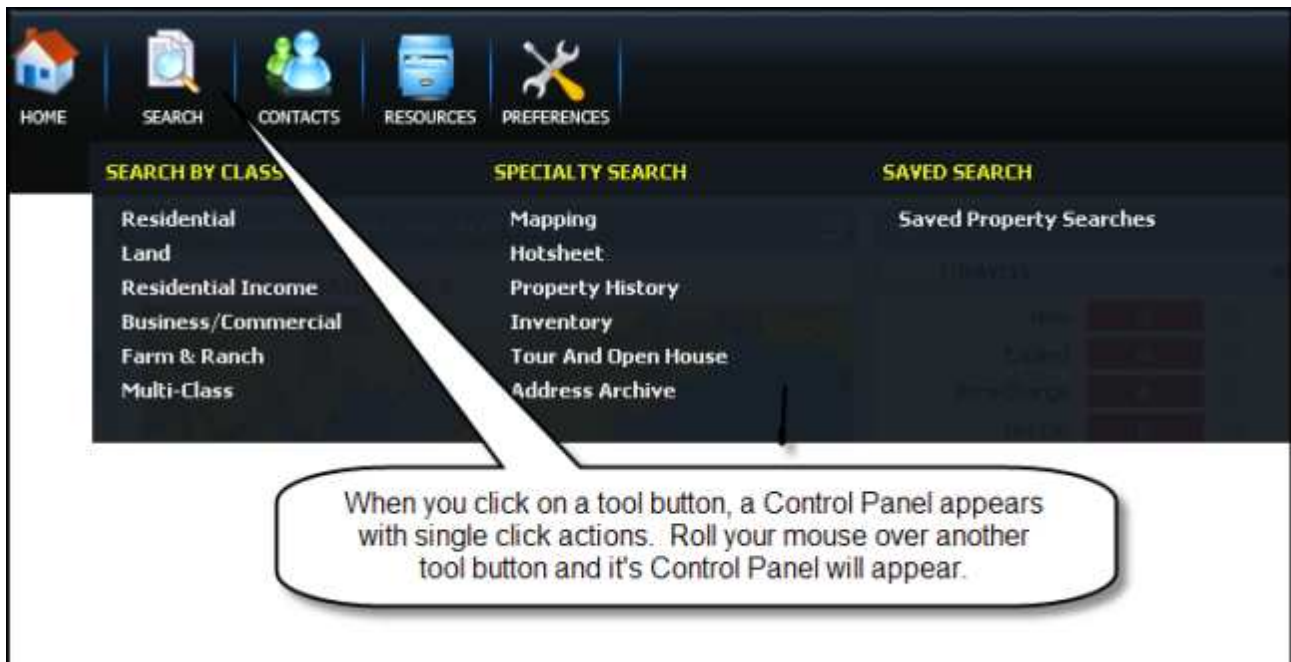 HOME
SEARCH
CONTACTS
RESOURCES
PREFERENCES
SEARCH BY CLASS
Residential
Land
Residential Income
Business/Commercial
Farm & Ranch
Multi-Class
SPECIALTY SEARCH
Mapping
Hotsheet
Property History
Inventory
Tour And Open House
Address Archive
SAVED SEARCH
Saved Property Searches
When you click on a tool button, a Control Panel appears
with single click actions. Roll your mouse over another
tool button and it's Control Panel will appear.